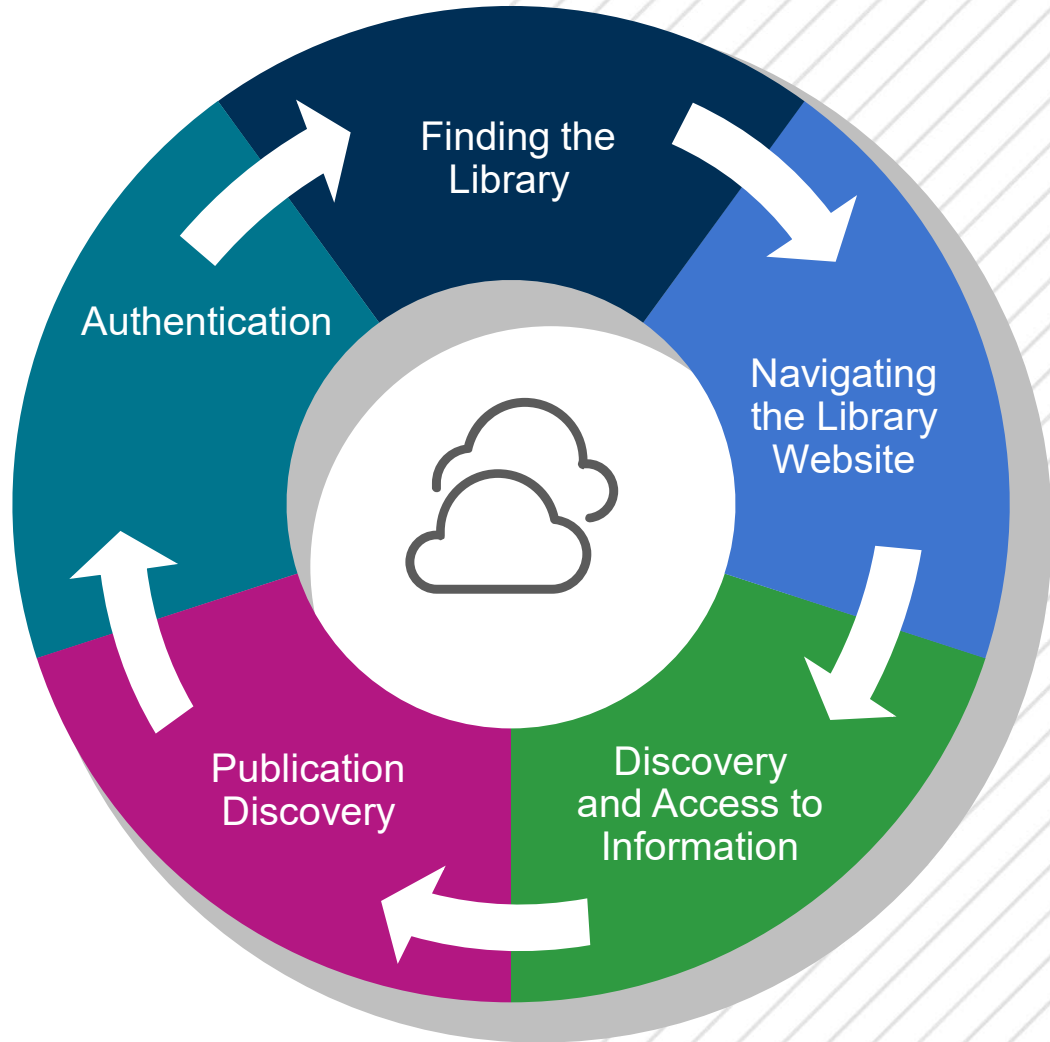 Finding the
Library
Navigating
the Library
Website
Discovery
and Access to
Information
Publication
Discovery
Authentication